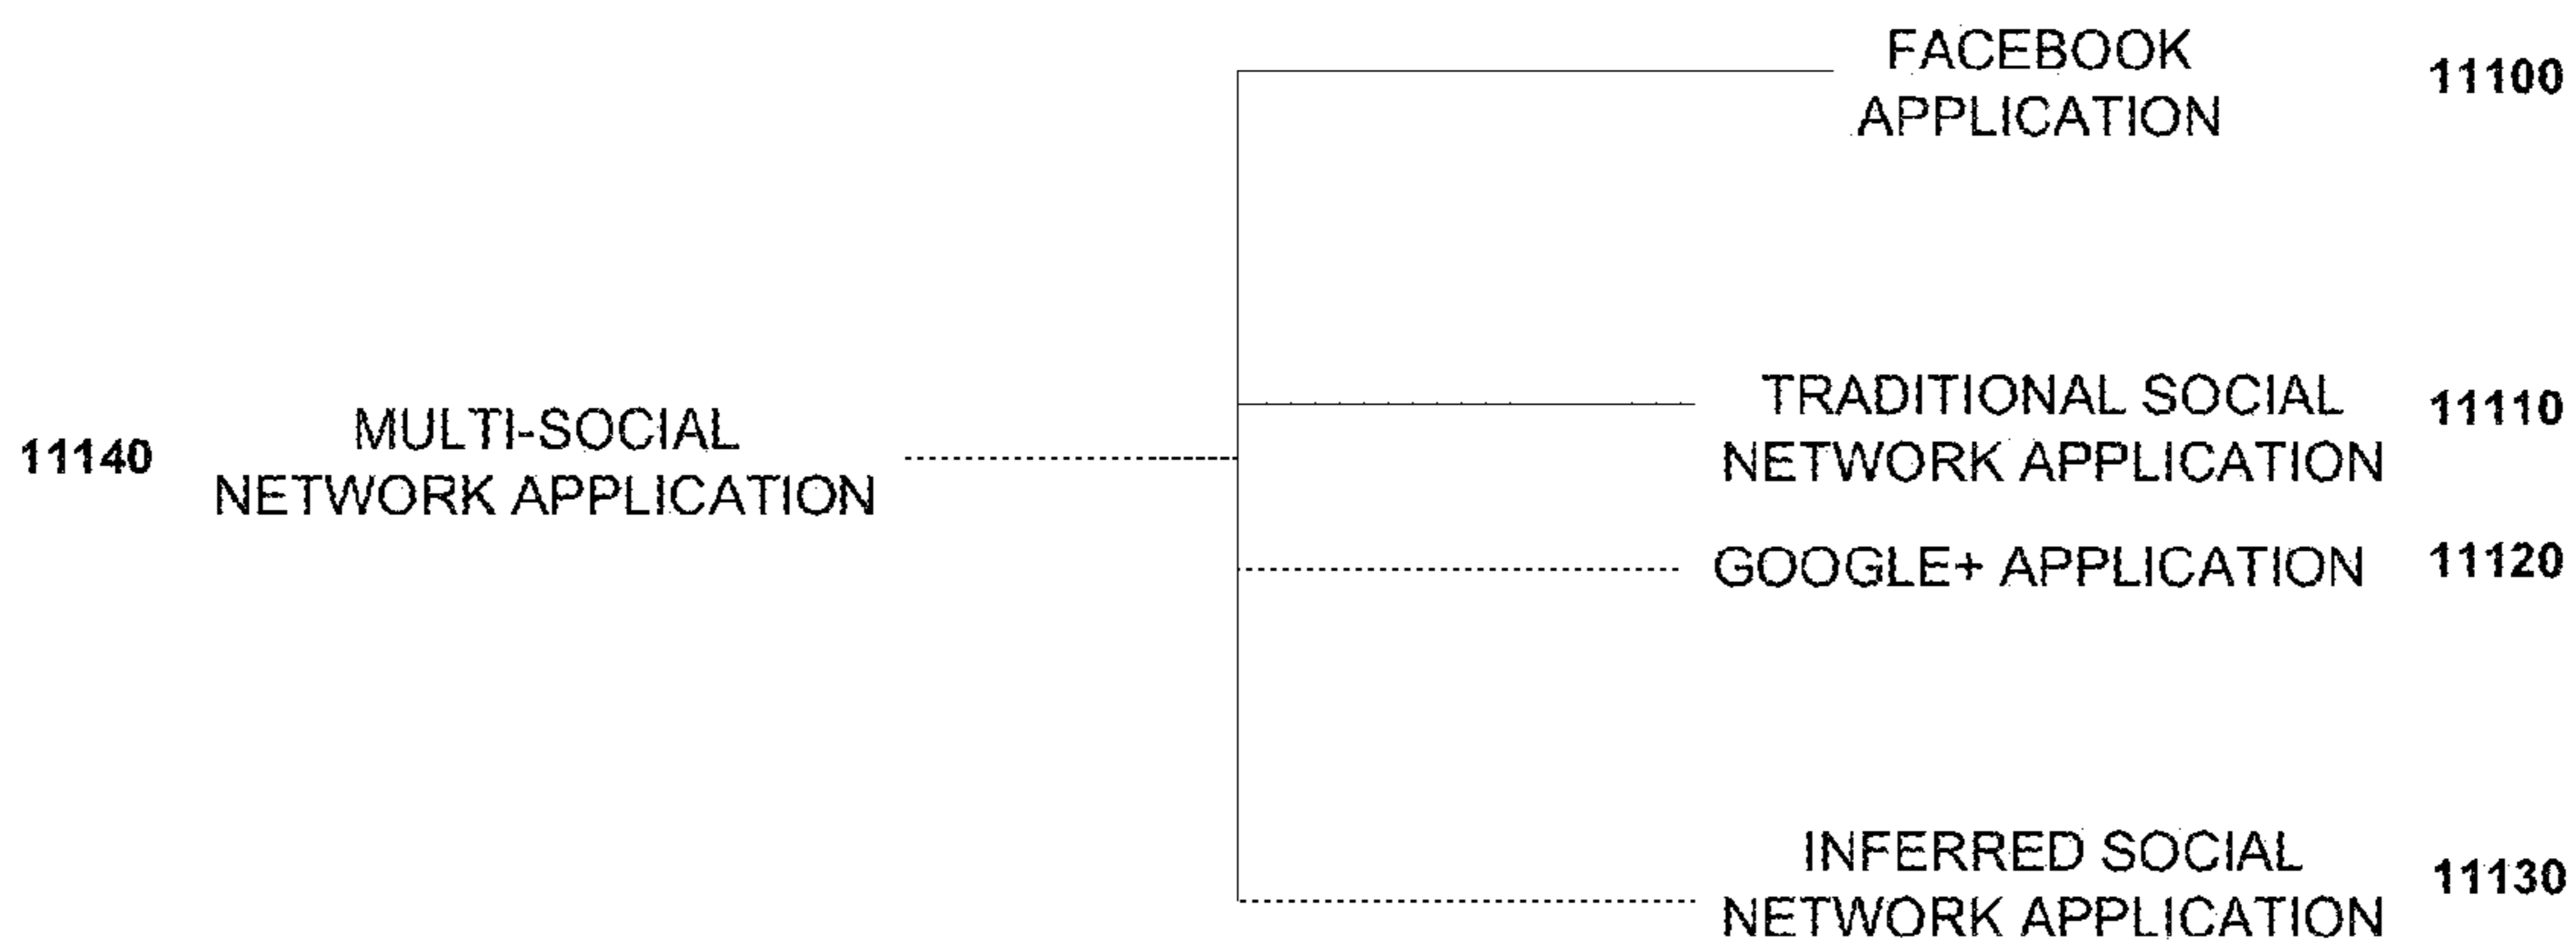 FACEBOOK
APPLICATION
11100
TRADITIONAL SOCIAL
NETWORK APPLICATION
11110
11140
MULTI-SOCIAL
NETWORK APPLICATION
GOOGLE+ APPLICATION
11120
INFERRED SOCIAL
NETWORK APPLICATION
11130